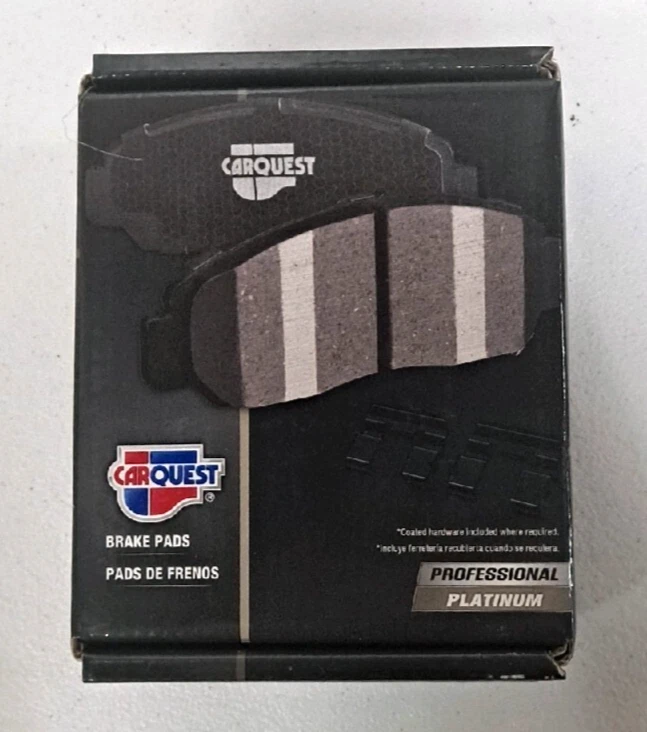 CARQUEST
CARQUEST®
BRAKE PADS
PADS DE FRENOS
*Coated hardware included where required.
*Incluye ferretería recubierta cuando se requiera.
PROFESSIONAL
PLATINUM